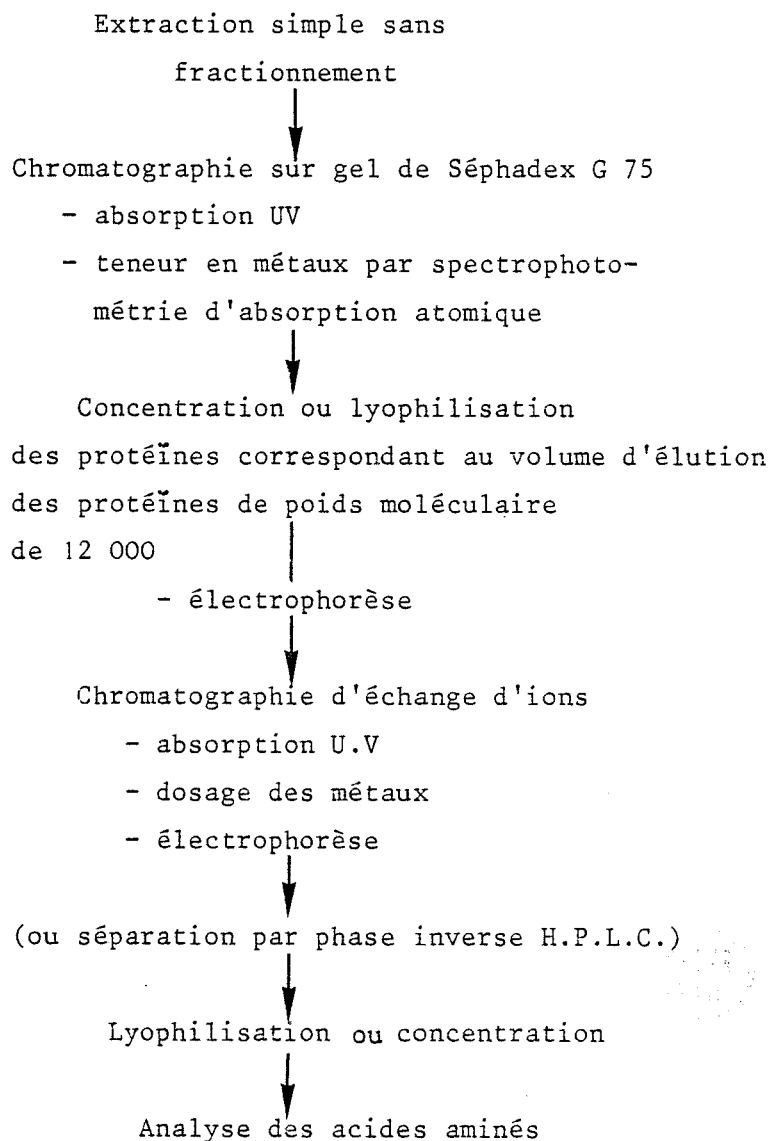 Extraction simple sans
fractionnement
Chromatographie sur gel de Séphadex G 75
- absorption UV
- teneur en métaux par spectrophoto-
métrie d'absorption atomique
Concentration ou lyophilisation
des protéïnes correspondant au volume d'élution
des protéïnes de poids moléculaire
de 12 000
- électrophorèse
Chromatographie d'échange d'ions
- absorption U.V
- dosage des métaux
- électrophorèse
(ou séparation par phase inverse H.P.L.C.)
Lyophilisation ou concentration
Analyse des acides aminés